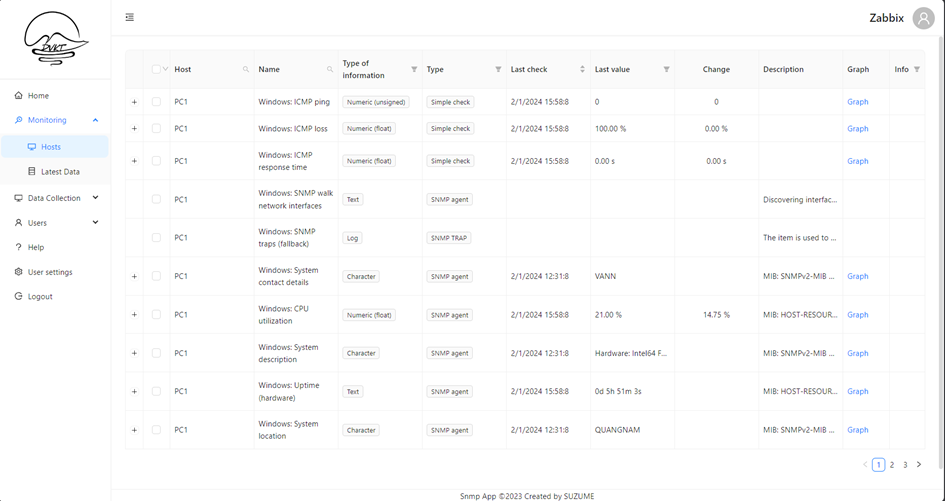 DVKT
Zabbix
Home
Monitoring
Hosts
Latest Data
Data Collection
Users
Help
User settings
Logout
Host Name Type of information Type Last check Last value Change Description Graph Info
PC1 Windows: ICMP ping Numeric (unsigned) Simple check 2/1/2024 15:58:8 0 0 Graph
PC1 Windows: ICMP loss Numeric (float) Simple check 2/1/2024 15:58:8 100.00 % 0.00 % Graph
PC1 Windows: ICMP response time Numeric (float) Simple check 2/1/2024 15:58:8 0.00 s 0.00 s Graph
PC1 Windows: SNMP walk network interfaces Text SNMP agent Discovering interfac...
PC1 Windows: SNMP traps (fallback) Log SNMP TRAP The item is used to ...
PC1 Windows: System contact details Character SNMP agent 2/1/2024 12:31:8 VANN MIB: SNMPv2-MIB ... Graph
PC1 Windows: CPU utilization Numeric (float) SNMP agent 2/1/2024 15:58:8 21.00 % 14.75 % MIB: HOST-RESOUR... Graph
PC1 Windows: System description Character SNMP agent 2/1/2024 12:31:8 Hardware: Intel64 F... MIB: SNMPv2-MIB ... Graph
PC1 Windows: Uptime (hardware) Text SNMP agent 2/1/2024 15:58:8 0d 5h 51m 3s MIB: HOST-RESOUR... Graph
PC1 Windows: System location Character SNMP agent 2/1/2024 12:31:8 QUANGNAM MIB: SNMPv2-MIB ... Graph
1 2 3
Snmp App ©2023 Created by SUZUME